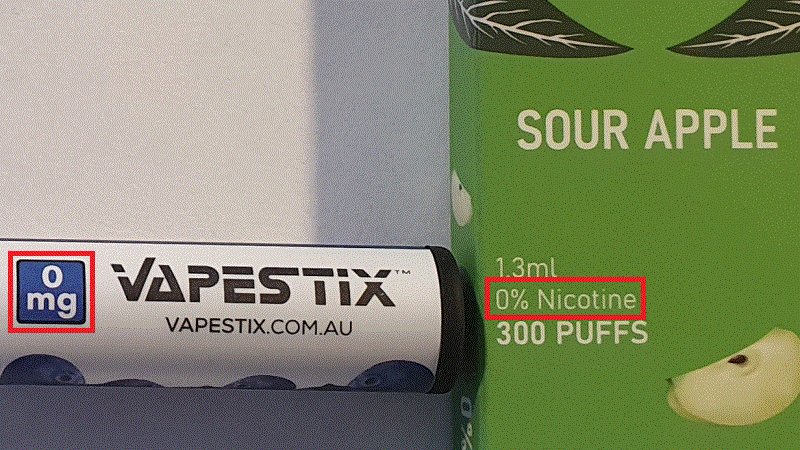 0
mg
VAPESTIX™
VAPESTIX.COM.AU
SOUR APPLE
1.3ml
0% Nicotine
300 PUFFS